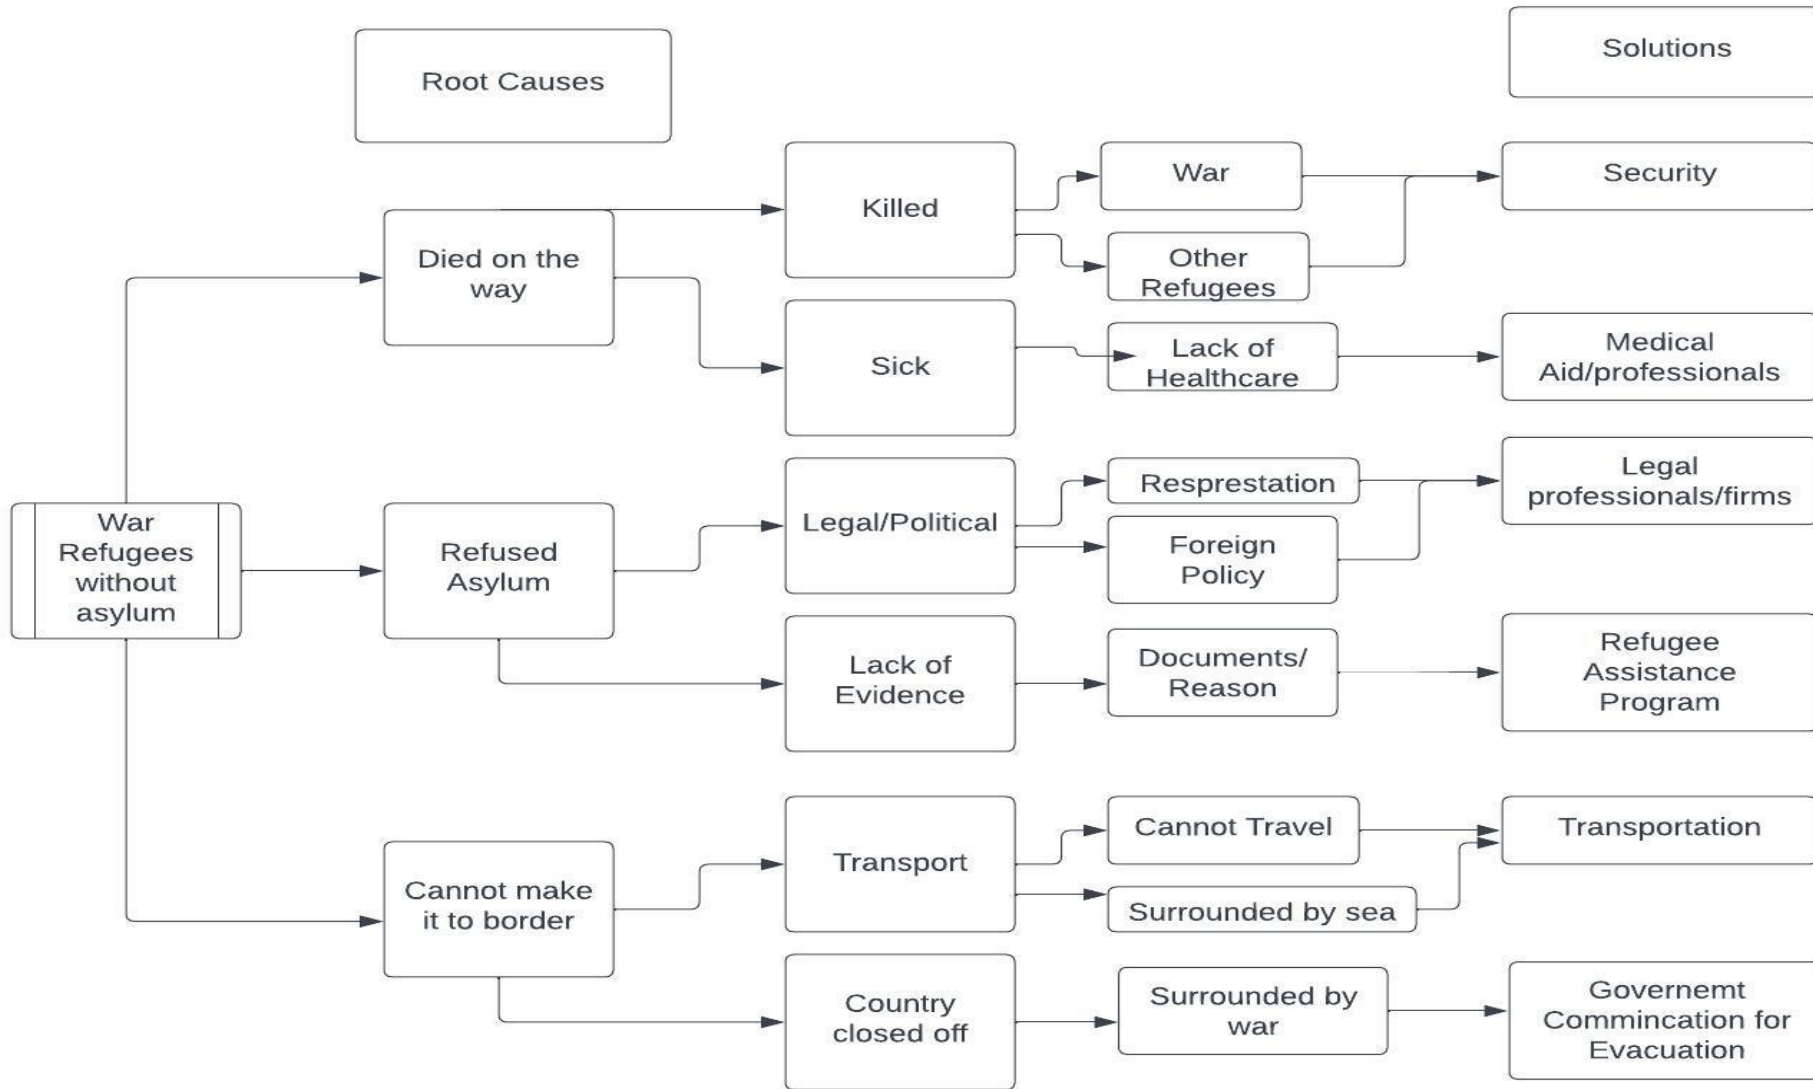 Root Causes
Solutions
Killed
War
Security
Died on the
way
Other
Refugees
Sick
Lack of
Healthcare
Medical
Aid/professionals
War
Refugees
without
asylum
Refused
Asylum
Legal/Political
Resprestation
Legal
professionals/firms
Foreign
Policy
Lack of
Evidence
Documents/
Reason
Refugee
Assistance
Program
Cannot make
it to border
Transport
Cannot Travel
Transportation
Surrounded by sea
Country
closed off
Surrounded by
war
Governemt
Commincation for
Evacuation